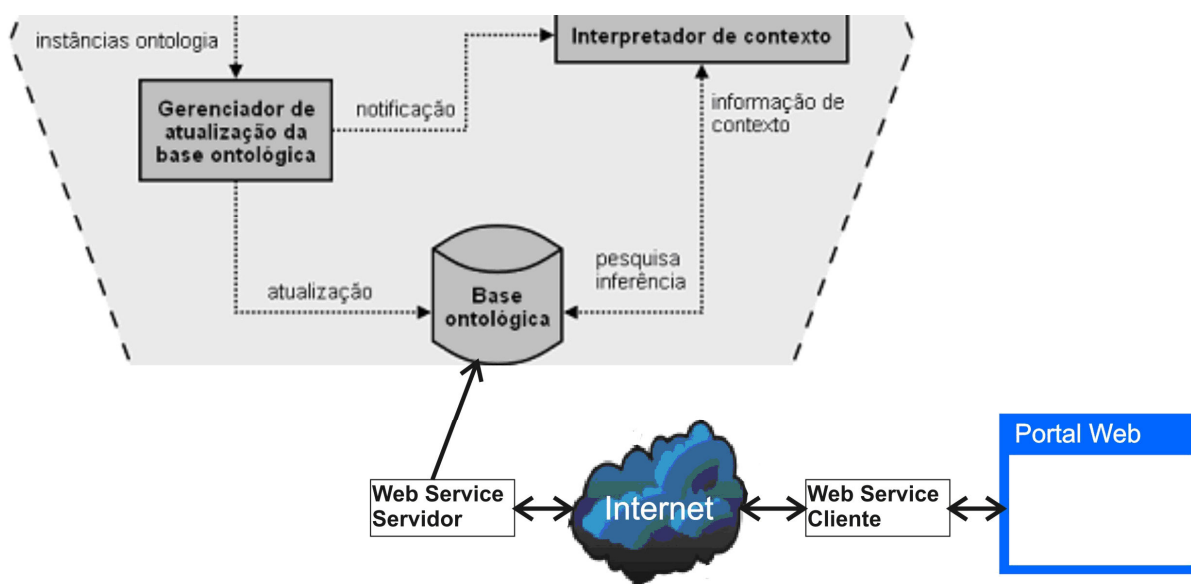 instâncias ontologia
Interpretador de contexto
Gerenciador de
atualização da
base ontológica
notificação
informação de
contexto
pesquisa
inferência
atualização
Base
ontológica
Portal Web
Web Service
Servidor
Internet
Web Service
Cliente